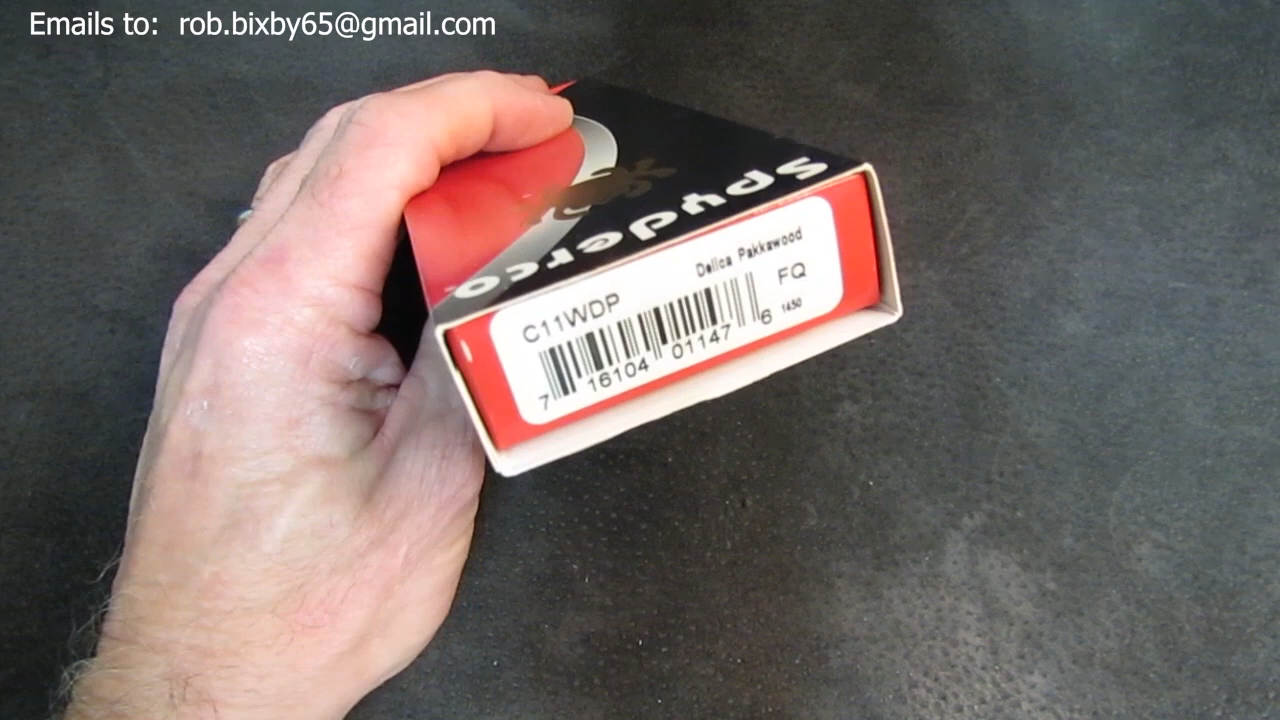 Emails to: rob.bixby65@gmail.com
Spyderco
Delica Pakkawood
C11WDP
FQ
7 16104 01147 6
1450